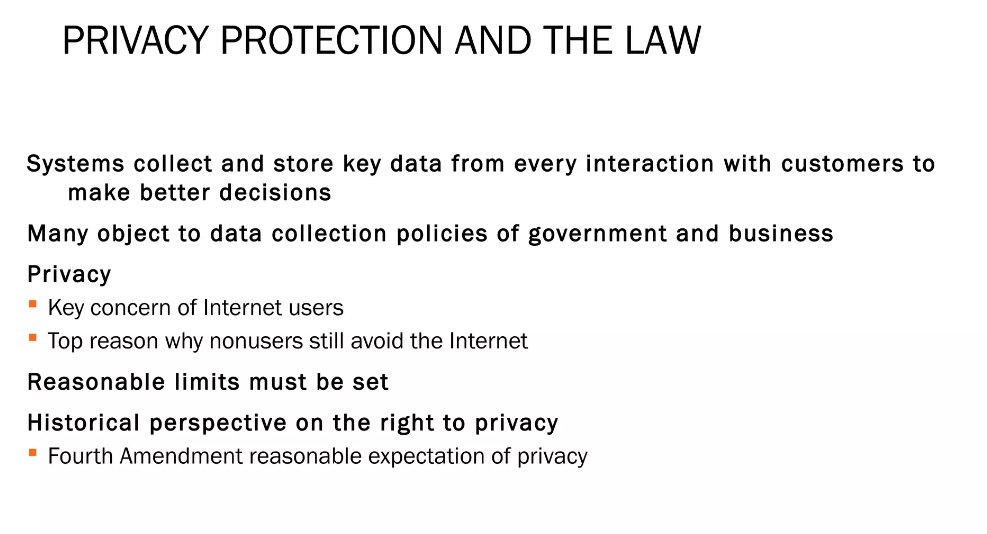 PRIVACY PROTECTION AND THE LAW
Systems collect and store key data from every interaction with customers to
make better decisions
Many object to data collection policies of government and business
Privacy
Key concern of Internet users
Top reason why nonusers still avoid the Internet
Reasonable limits must be set
Historical perspective on the right to privacy
Fourth Amendment reasonable expectation of privacy